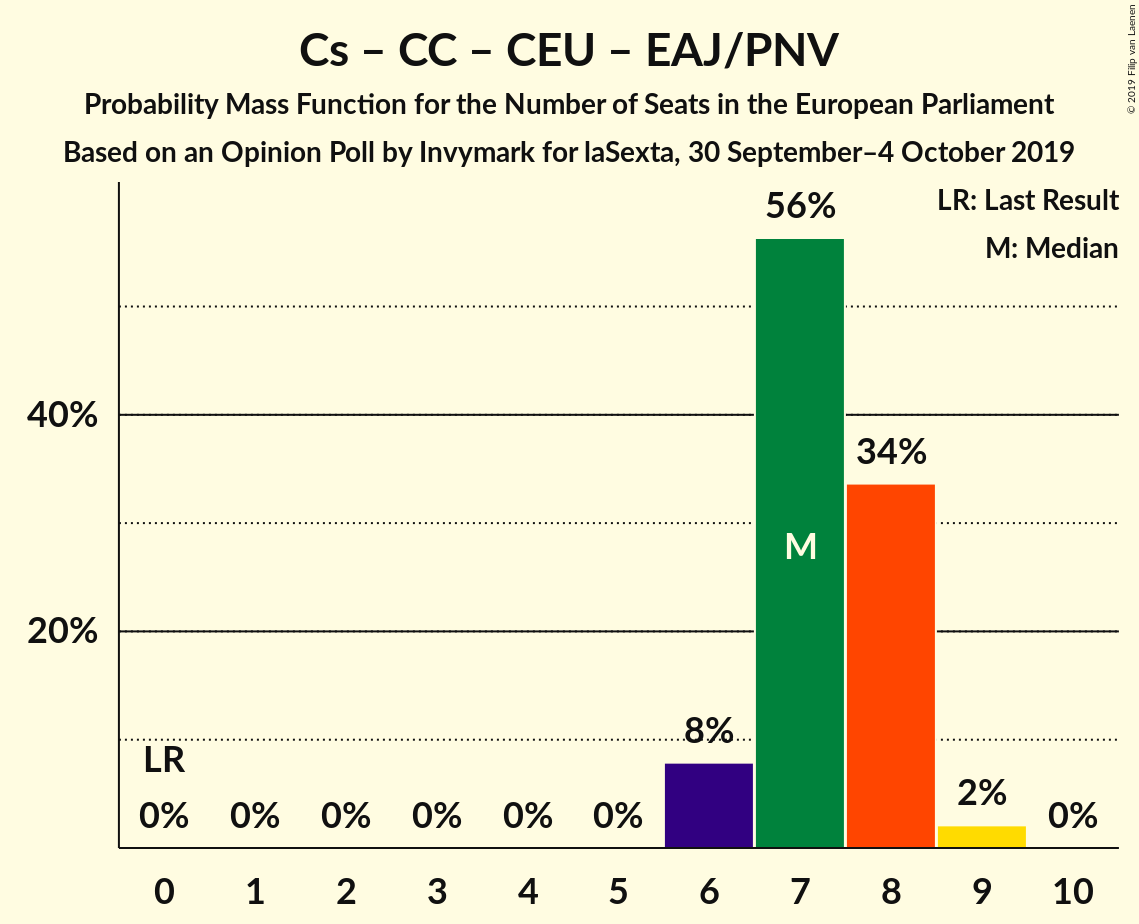 Cs – CC – CEU – EAJ/PNV
Probability Mass Function for the Number of Seats in the European Parliament
Based on an Opinion Poll by Invymark for laSexta, 30 September–4 October 2019
© 2019 Filip van Laenen
LR: Last Result
M: Median
56%
40%
34%
M
20%
8%
LR
2%
0% 0% 0% 0% 0% 0% 0%
0 1 2 3 4 5 6 7 8 9 10